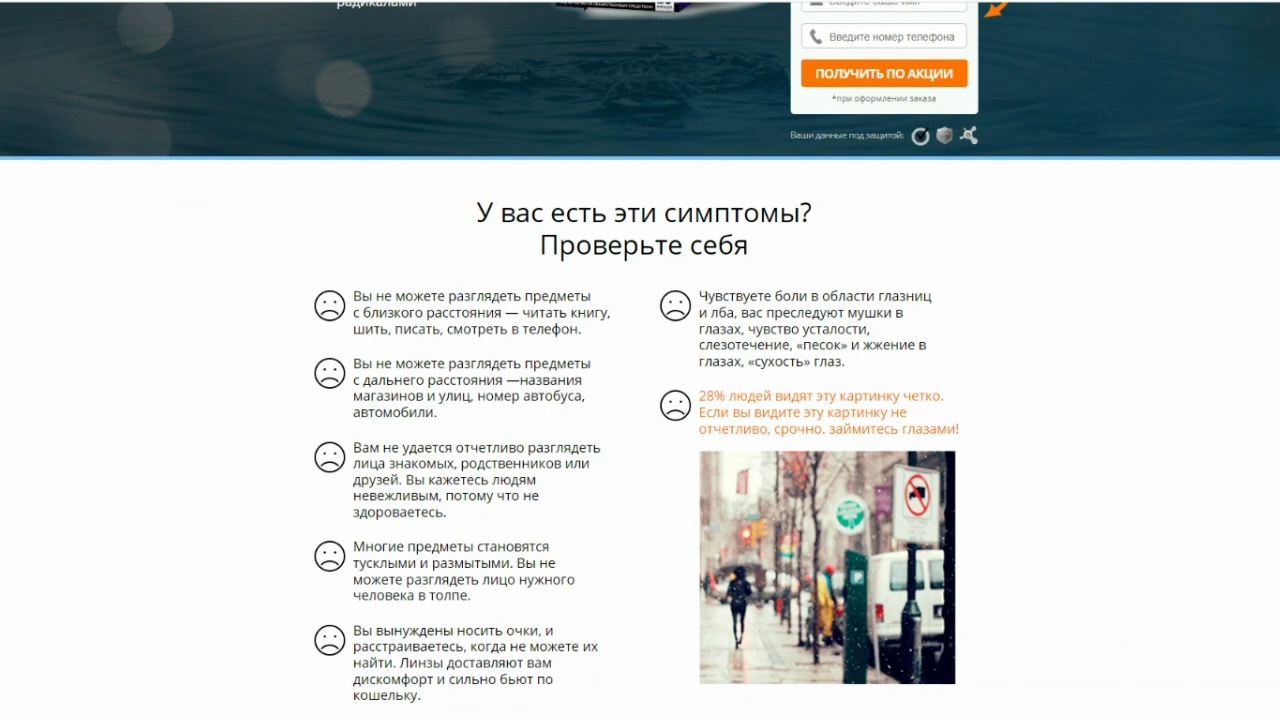 радикалами
Введите ваше имя
Введите номер телефона
ПОЛУЧИТЬ ПО АКЦИИ
*при оформлении заказа
Ваши данные под защитой:
У вас есть эти симптомы?
Проверьте себя
Вы не можете разглядеть предметы
с близкого расстояния — читать книгу,
шить, писать, смотреть в телефон.
Вы не можете разглядеть предметы
с дальнего расстояния —названия
магазинов и улиц, номер автобуса,
автомобили.
Вам не удается отчетливо разглядеть
лица знакомых, родственников или
друзей. Вы кажетесь людям
невежливым, потому что не
здороваетесь.
Многие предметы становятся
тусклыми и размытыми. Вы не
можете разглядеть лицо нужного
человека в толпе.
Вы вынуждены носить очки, и
расстраиваетесь, когда не можете их
найти. Линзы доставляют вам
дискомфорт и сильно бьют по
кошельку.
Чувствуете боли в области глазниц
и лба, вас преследуют мушки в
глазах, чувство усталости,
слезотечение, «песок» и жжение в
глазах, «сухость» глаз.
28% людей видят эту картинку четко.
Если вы видите эту картинку не
отчетливо, срочно. займитесь глазами!
P